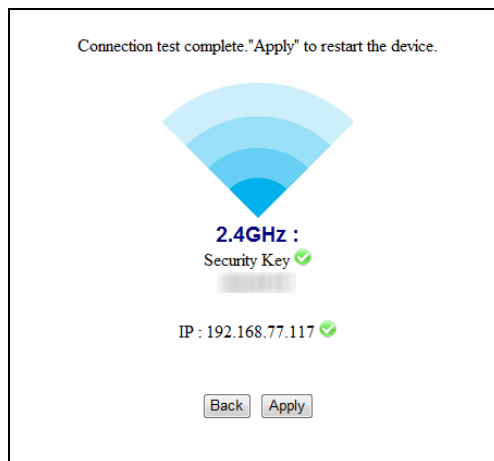 Connection test complete."Apply" to restart the device.
2.4GHz :
Security Key
IP : 192.168.77.117
Back Apply